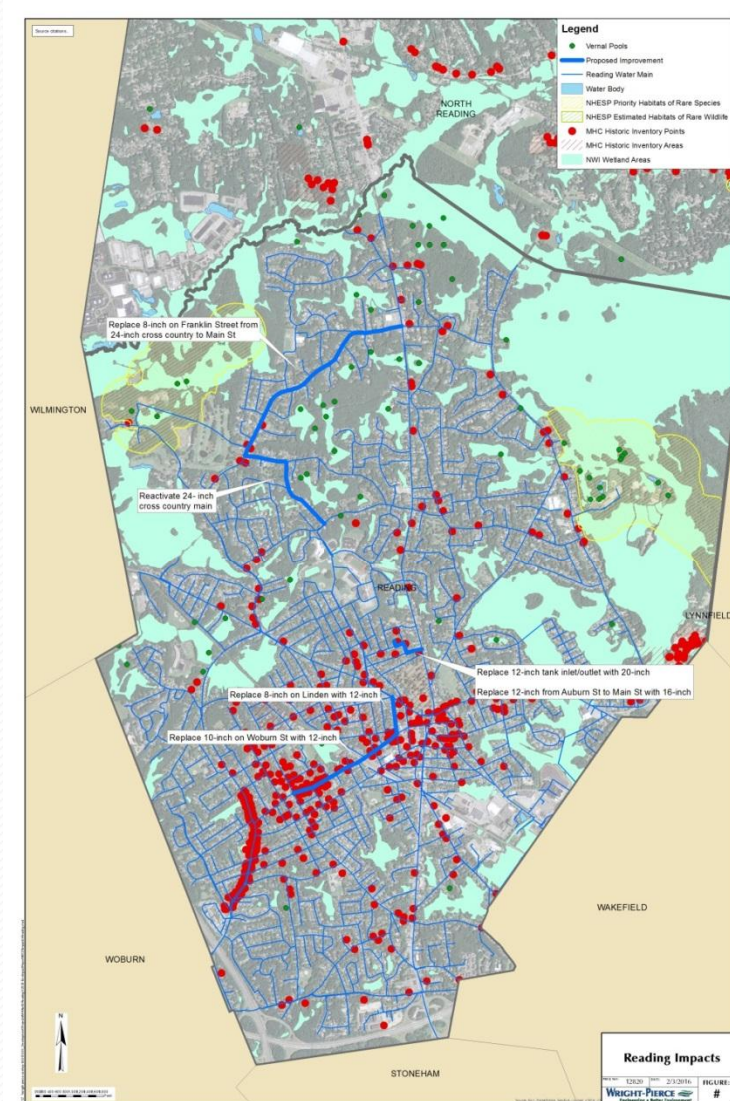 Source citations:
Legend
Vernal Pools
Proposed Improvement
Reading Water Main
Water Body
NHESP Priority Habitats of Rare Species
NHESP Estimated Habitats of Rare Wildlife
MHC Historic Inventory Points
MHC Historic Inventory Areas
NWI Wetland Areas
NORTH
READING
Replace 8-inch on Franklin Street from
24-inch cross country to Main St
WILMINGTON
Reactivate 24- inch
cross country main
READING
LYNNFIELD
Replace 12-inch tank inlet/outlet with 20-inch
Replace 12-inch from Auburn St to Main St with 16-inch
Replace 8-inch on Linden with 12-inch
Replace 10-inch on Woburn St with 12-inch
WAKEFIELD
WOBURN
STONEHAM
N
Reading Impacts
12820
2/3/2016
FIGURE:
#
WRIGHT-PIERCE
Engineering a Better Environment